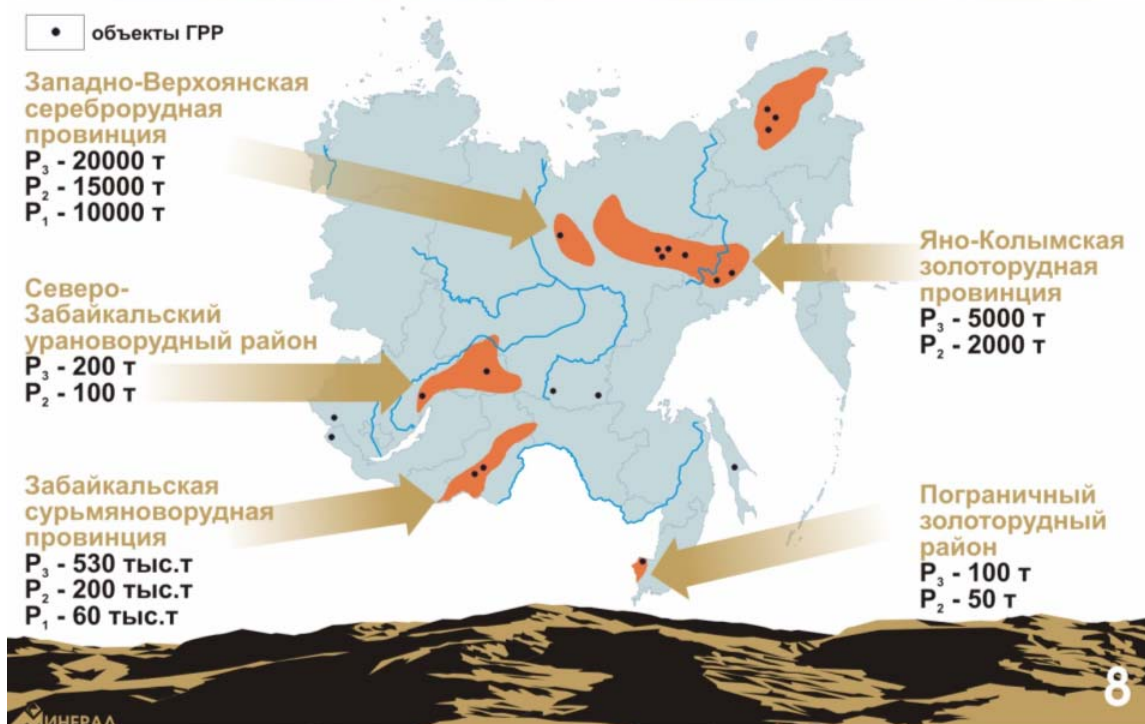 объекты ГРР
Западно-Верхоянская
сереброрудная
провинция
P₃ - 20000 т
P₂ - 15000 т
P₁ - 10000 т
Северо-
Забайкальский
урановорудный район
P₃ - 200 т
P₂ - 100 т
Забайкальская
сурьмяноворудная
провинция
P₃ - 530 тыс.т
P₂ - 200 тыс.т
P₁ - 60 тыс.т
Яно-Колымская
золоторудная
провинция
P₃ - 5000 т
P₂ - 2000 т
Пограничный
золоторудный
район
P₃ - 100 т
P₂ - 50 т
8
МИНЕРАЛ